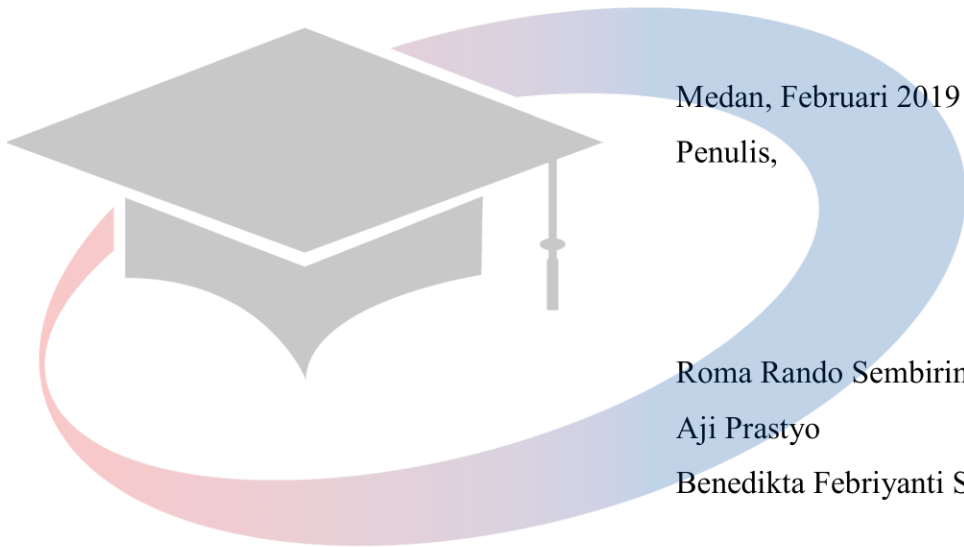 Medan, Februari 2019
Penulis,
Roma Rando
Aji Prastyo
Benedikta Febriyanti